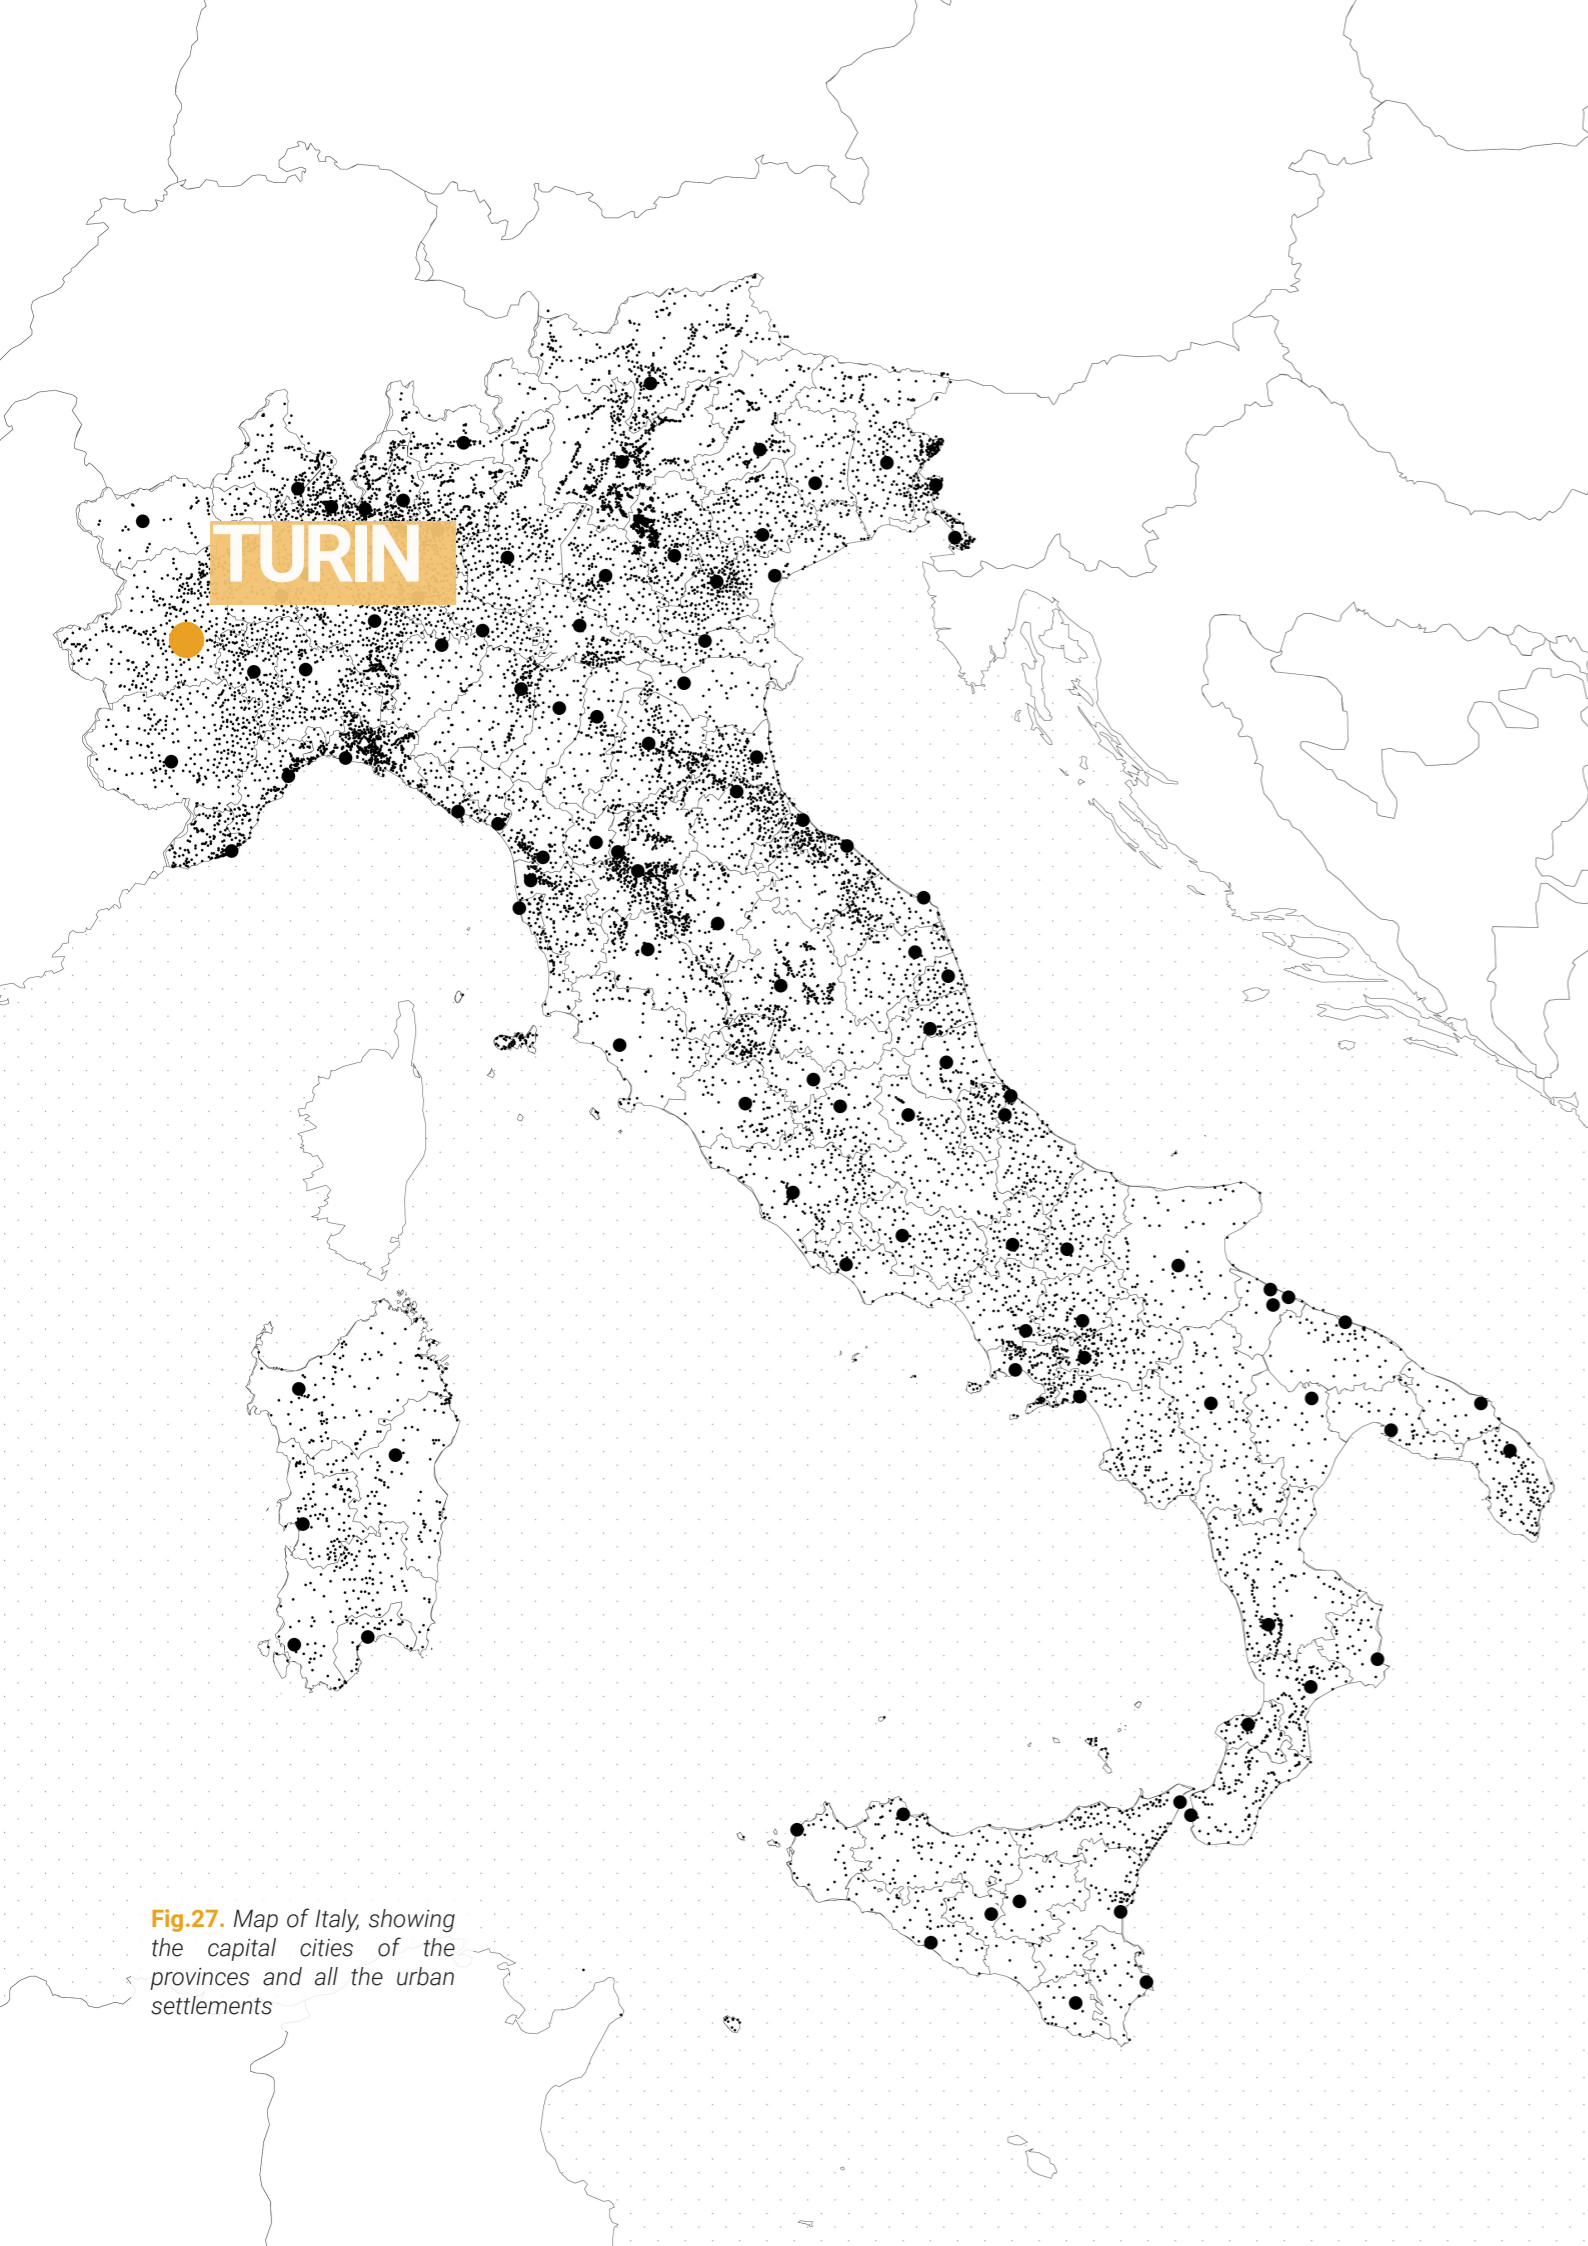 TURIN
Fig.27. Map of Italy, showing
the capital cities of the
provinces and all the urban
settlements